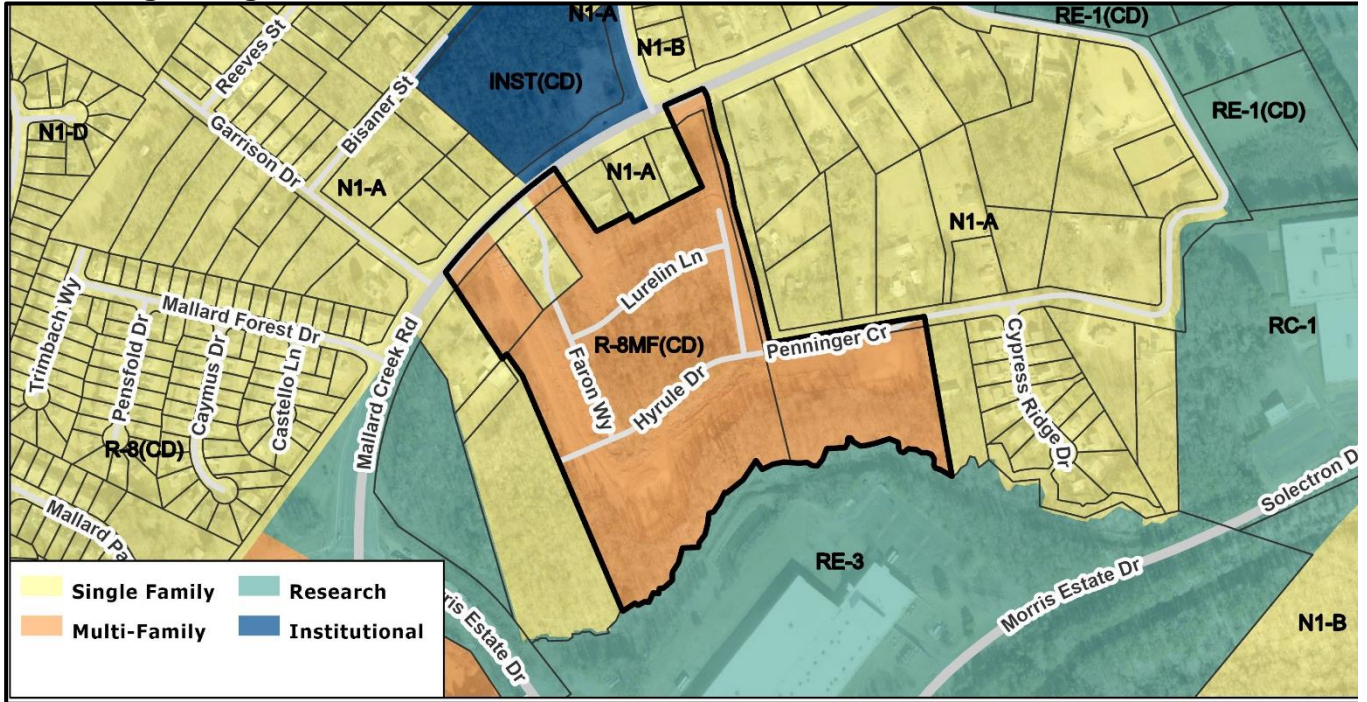 N1-A
RE-1(CD)
Reeves St
N1-B
INST(CD)
RE-1(CD)
Bisaner St
N1-D
Garrison Dr
N1-A
N1-A
N1-A
Lurelin Ln
Trimbach Wy
Mallard Forest Dr
Mallard Creek Rd
Penninger Cr
Cypress Ridge Dr
RC-1
R-8MF(CD)
Pensfold Dr
Caymus Dr
Castello Ln
Faron Wy
Hyrule Dr
R-8(CD)
Solectron D
Mallard Pa
RE-3
Morris Estate Dr
N1-B
Single Family
Research
Multi-Family
Institutional
rris Estate Dr